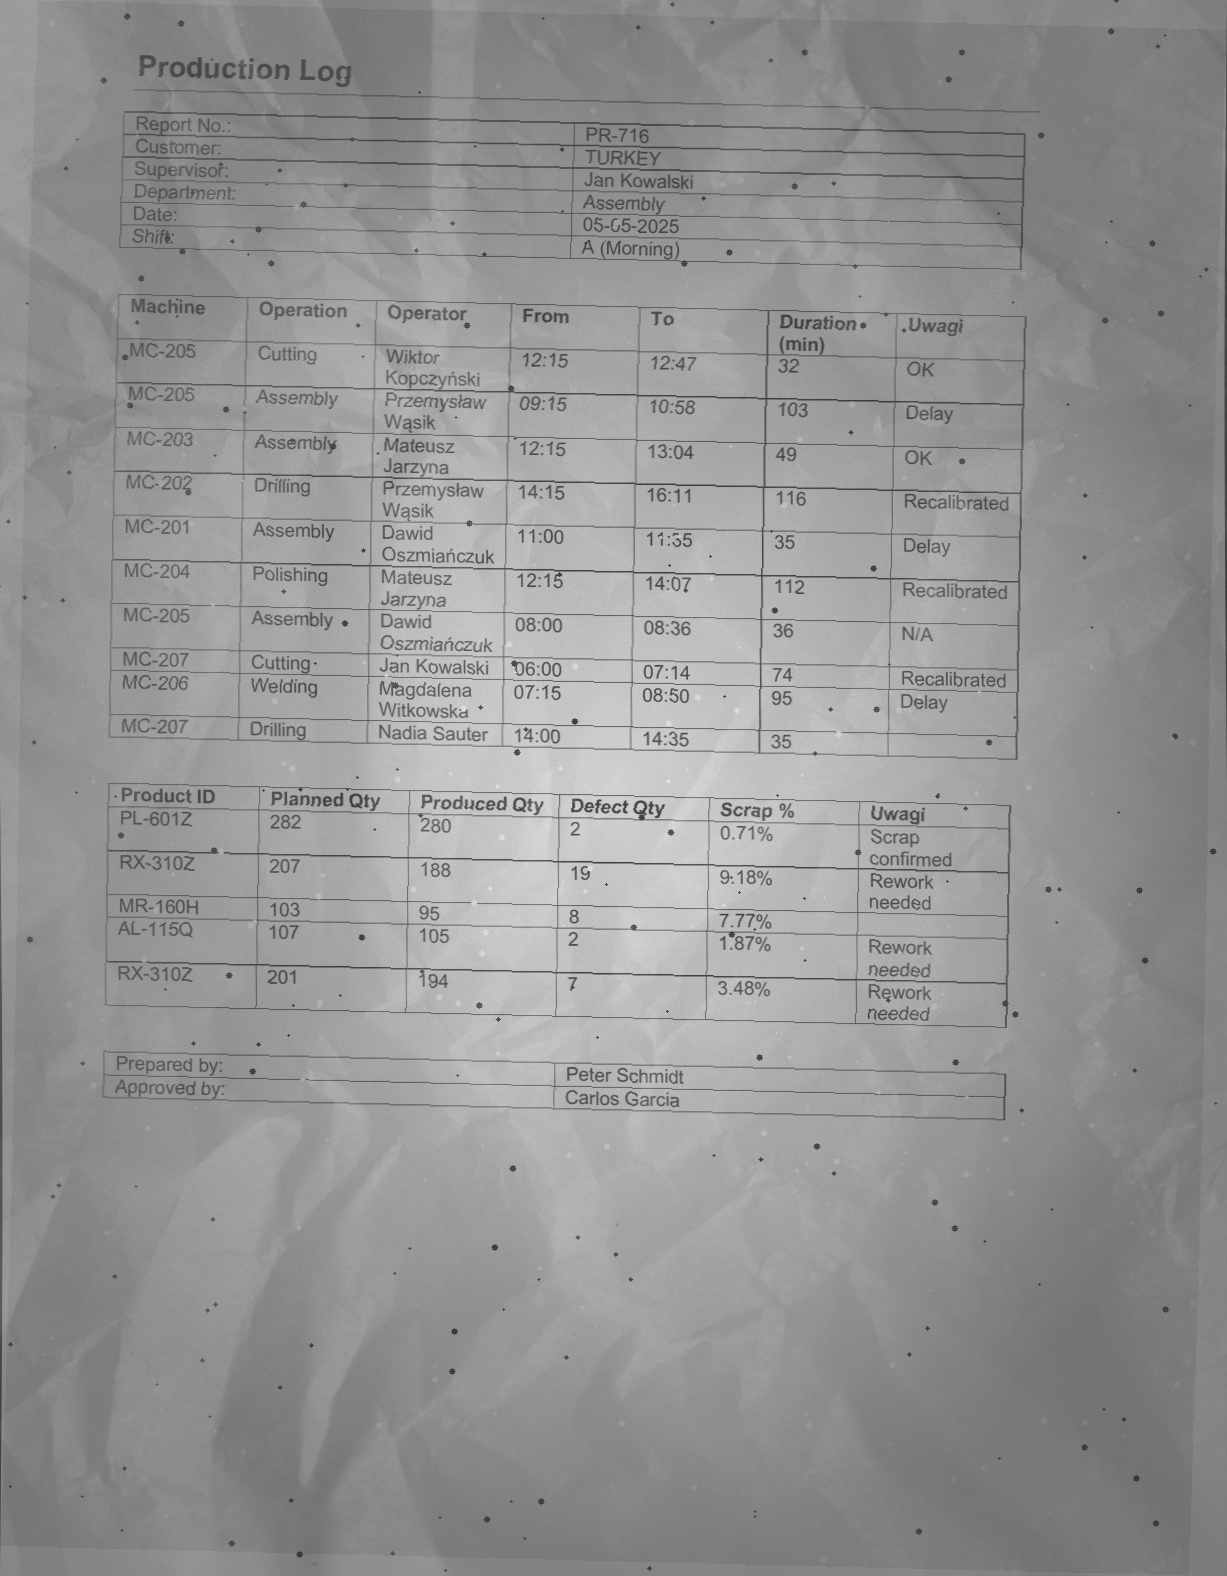 Production Log
Report No.: PR-716
Customer: TURKEY
Supervisor: Jan Kowalski
Department: Assembly
Date: 05-05-2025
Shift: A (Morning)
Machine Operation Operator From To Duration (min) Uwagi
MC-205 Cutting Wiktor Kopczyński 12:15 12:47 32 OK
MC-205 Assembly Przemysław Wąsik 09:15 10:58 103 Delay
MC-203 Assembly Mateusz Jarzyna 12:15 13:04 49 OK
MC-202 Drilling Przemysław Wąsik 14:15 16:11 116 Recalibrated
MC-201 Assembly Dawid Oszmiańczuk 11:00 11:35 35 Delay
MC-204 Polishing Mateusz Jarzyna 12:15 14:07 112 Recalibrated
MC-205 Assembly Dawid Oszmiańczuk 08:00 08:36 36 N/A
MC-207 Cutting Jan Kowalski 06:00 07:14 74 Recalibrated
MC-206 Welding Magdalena Witkowska 07:15 08:50 95 Delay
MC-207 Drilling Nadia Sauter 14:00 14:35 35
Product ID Planned Qty Produced Qty Defect Qty Scrap % Uwagi
PL-601Z 282 280 2 0.71% Scrap confirmed
RX-310Z 207 188 19 9.18% Rework needed
MR-160H 103 95 8 7.77%
AL-115Q 107 105 2 1.87% Rework needed
RX-310Z 201 194 7 3.48% Rework needed
Prepared by: Peter Schmidt
Approved by: Carlos Garcia